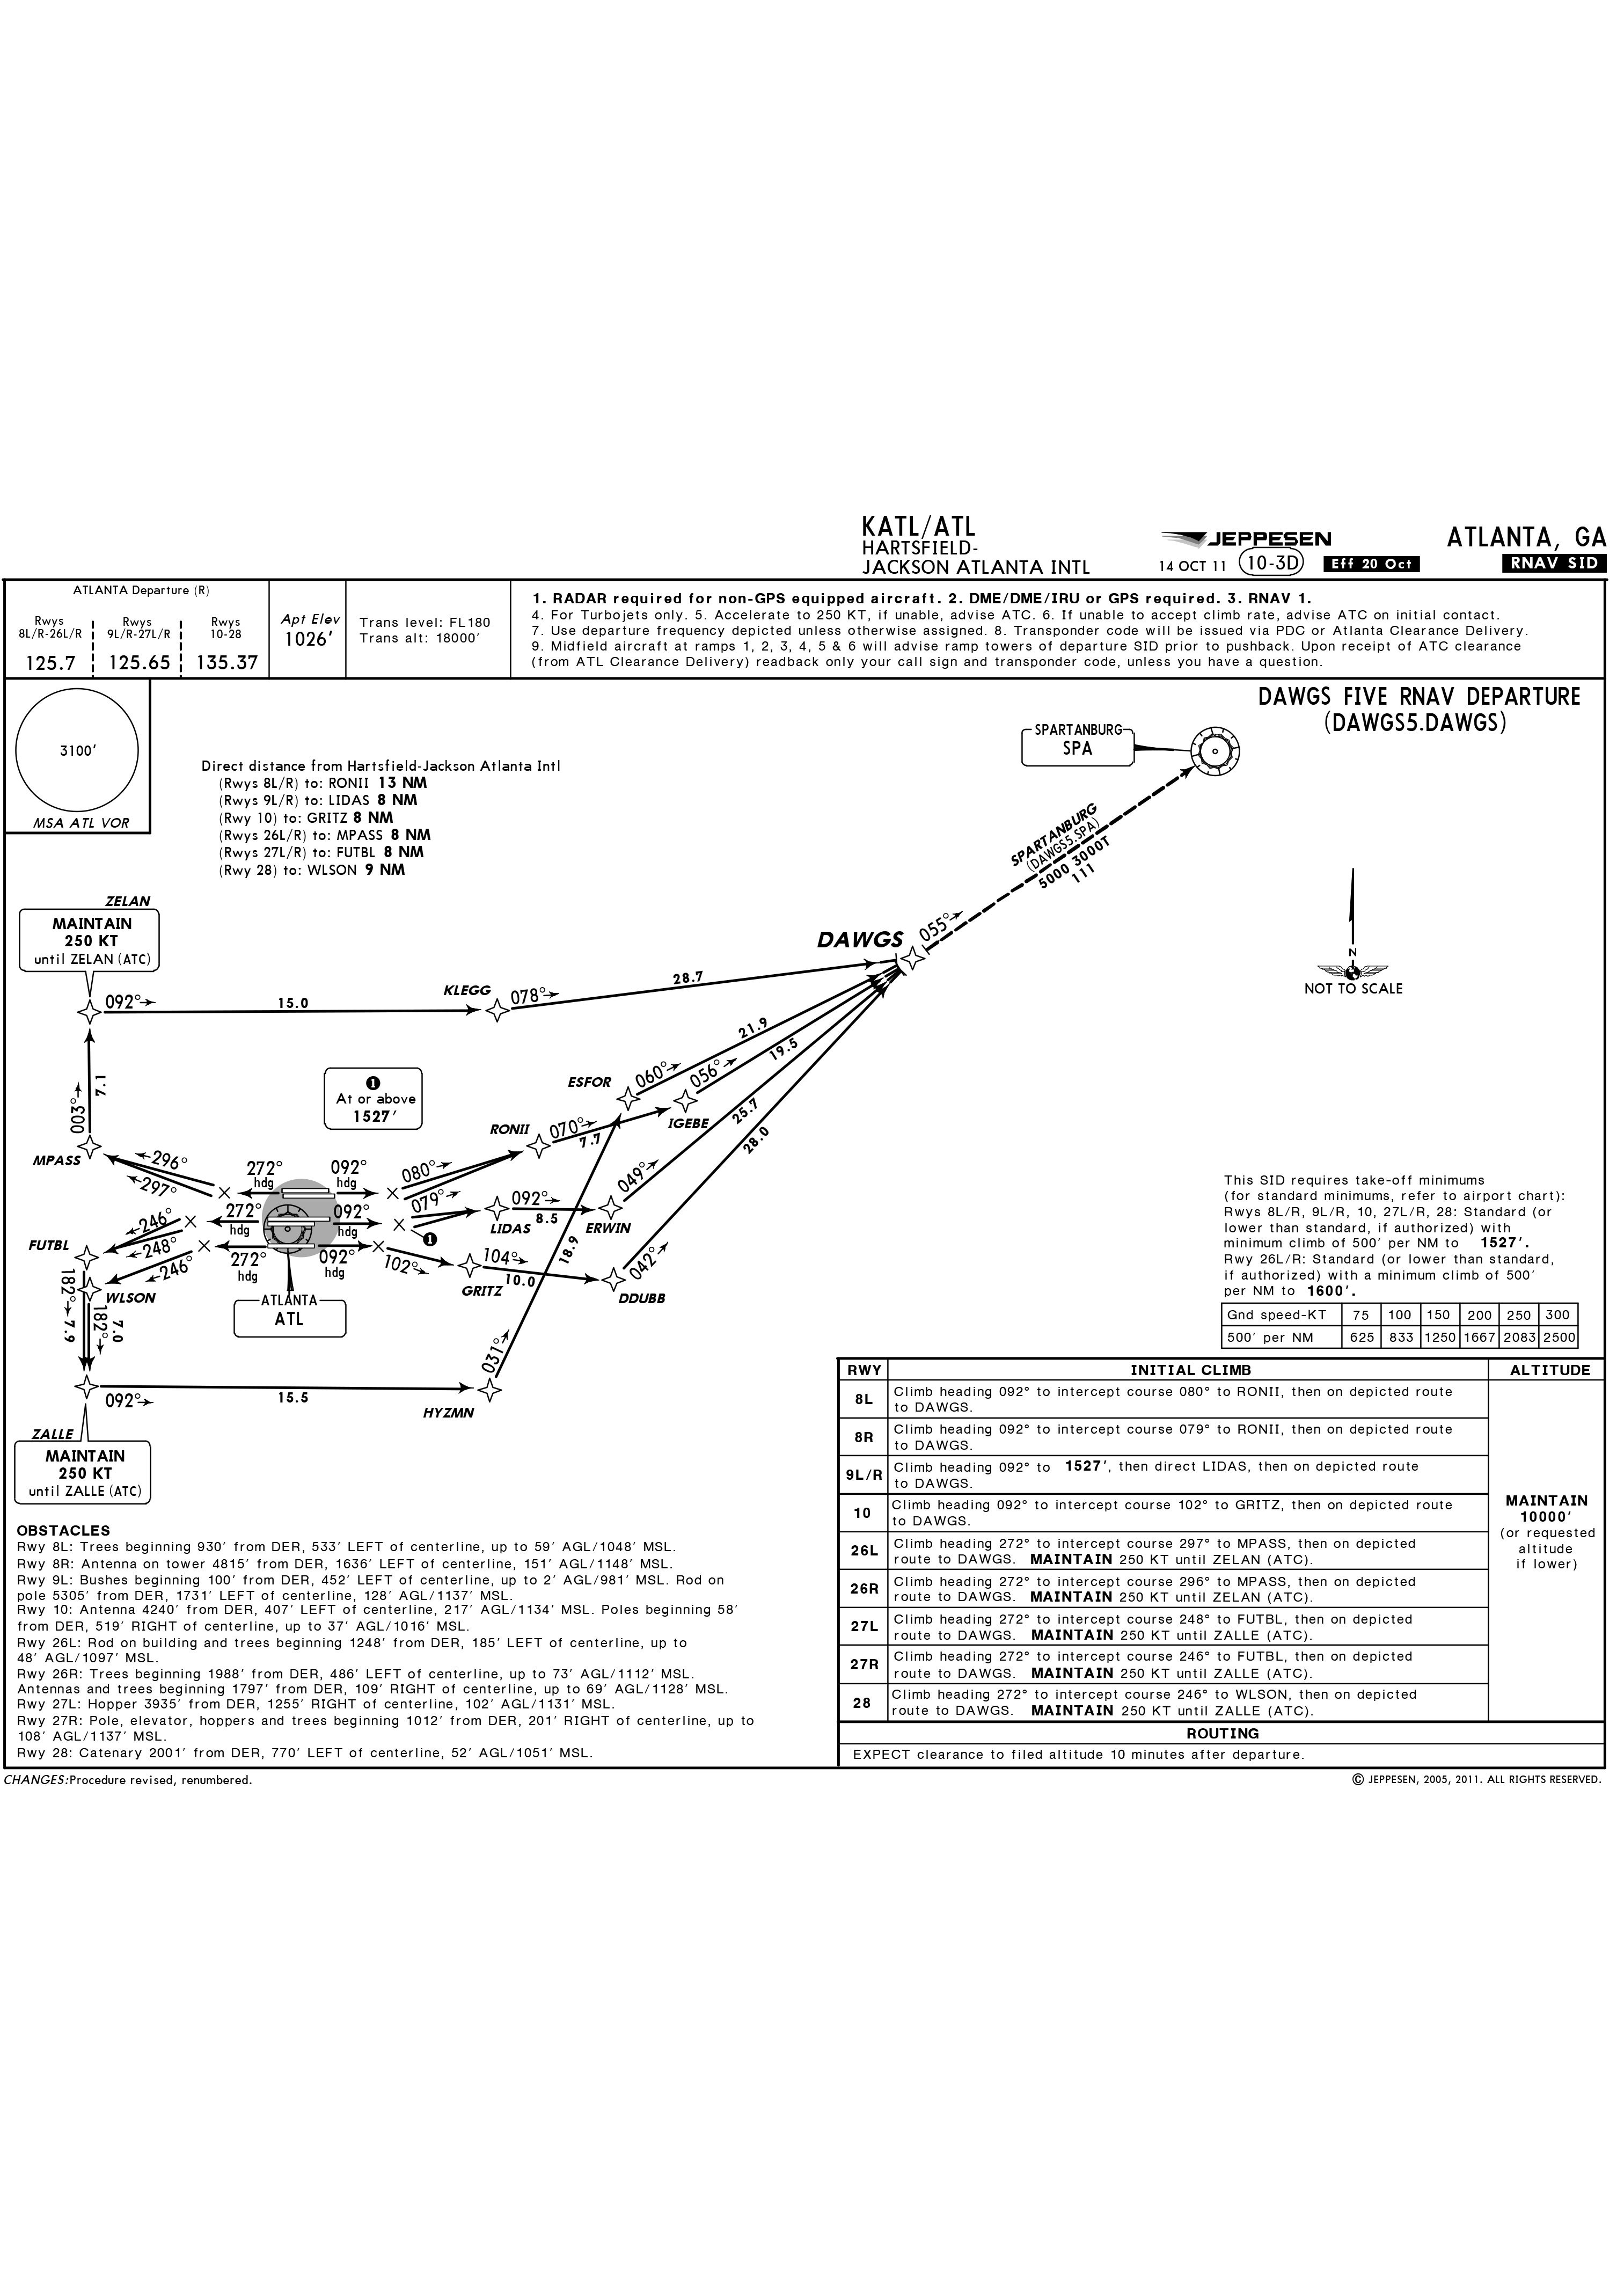 KATL/ATL
HARTSFIELD-
JACKSON ATLANTA INTL
JEPPESEN
14 OCT 11
10-3D
Eff 20 Oct
ATLANTA, GA
RNAV SID
ATLANTA Departure (R)
Rwys
8L/R-26L/R
125.7
Rwys
9L/R-27L/R
125.65
Rwys
10-28
135.37
Apt Elev
1026'
Trans level: FL180
Trans alt: 18000'
1. RADAR required for non-GPS equipped aircraft. 2. DME/DME/IRU or GPS required. 3. RNAV 1.
4. For Turbojets only. 5. Accelerate to 250 KT, if unable, advise ATC. 6. If unable to accept climb rate, advise ATC on initial contact.
7. Use departure frequency depicted unless otherwise assigned. 8. Transponder code will be issued via PDC or Atlanta Clearance Delivery.
9. Midfield aircraft at ramps 1, 2, 3, 4, 5 & 6 will advise ramp towers of departure SID prior to pushback. Upon receipt of ATC clearance
(from ATL Clearance Delivery) readback only your call sign and transponder code, unless you have a question.
3100'
MSA ATL VOR
DAWGS FIVE RNAV DEPARTURE
(DAWGS5.DAWGS)
SPARTANBURG
SPA
Direct distance from Hartsfield-Jackson Atlanta Intl
(Rwys 8L/R) to: RONII 13 NM
(Rwys 9L/R) to: LIDAS 8 NM
(Rwy 10) to: GRITZ 8 NM
(Rwys 26L/R) to: MPASS 8 NM
(Rwys 27L/R) to: FUTBL 8 NM
(Rwy 28) to: WLSON 9 NM
SPARTANBURG
(DAWGS5.SPA)
5000 3000T
111
ZELAN
MAINTAIN
250 KT
until ZELAN (ATC)
DAWGS
055°
N
NOT TO SCALE
092°
15.0
KLEGG
078°
28.7
7.1
300°
MPASS
1
At or above
1527'
ESFOR
060°
21.9
056°
19.5
IGEBE
25.7
28.0
RONII
070°
7.7
296°
297°
272°
hdg
092°
hdg
080°
079°
246°
248°
272°
hdg
092°
hdg
LIDAS
092°
8.5
ERWIN
049°
1
FUTBL
246°
272°
hdg
092°
hdg
102°
GRITZ
104°
10.0
18.9
DDUBB
042°
WLSON
182°
7.9
182°
7.0
ATLANTA
ATL
031°
092°
15.5
HYZMN
ZALLE
MAINTAIN
250 KT
until ZALLE (ATC)
This SID requires take-off minimums
(for standard minimums, refer to airport chart):
Rwys 8L/R, 9L/R, 10, 27L/R, 28: Standard (or
lower than standard, if authorized) with
minimum climb of 500' per NM to 1527'.
Rwy 26L/R: Standard (or lower than standard,
if authorized) with a minimum climb of 500'
per NM to 1600'.
Gnd speed-KT 75 100 150 200 250 300
500' per NM 625 833 1250 1667 2083 2500
RWY INITIAL CLIMB ALTITUDE
8L Climb heading 092° to intercept course 080° to RONII, then on depicted route
to DAWGS.
8R Climb heading 092° to intercept course 079° to RONII, then on depicted route
to DAWGS.
9L/R Climb heading 092° to 1527', then direct LIDAS, then on depicted route
to DAWGS.
10 Climb heading 092° to intercept course 102° to GRITZ, then on depicted route
to DAWGS.
26L Climb heading 272° to intercept course 297° to MPASS, then on depicted
route to DAWGS. MAINTAIN 250 KT until ZELAN (ATC).
26R Climb heading 272° to intercept course 296° to MPASS, then on depicted
route to DAWGS. MAINTAIN 250 KT until ZELAN (ATC).
27L Climb heading 272° to intercept course 248° to FUTBL, then on depicted
route to DAWGS. MAINTAIN 250 KT until ZALLE (ATC).
27R Climb heading 272° to intercept course 246° to FUTBL, then on depicted
route to DAWGS. MAINTAIN 250 KT until ZALLE (ATC).
28 Climb heading 272° to intercept course 246° to WLSON, then on depicted
route to DAWGS. MAINTAIN 250 KT until ZALLE (ATC).
MAINTAIN
10000'
(or requested
altitude
if lower)
ROUTING
EXPECT clearance to filed altitude 10 minutes after departure.
OBSTACLES
Rwy 8L: Trees beginning 930' from DER, 533' LEFT of centerline, up to 59' AGL/1048' MSL.
Rwy 8R: Antenna on tower 4815' from DER, 1636' LEFT of centerline, 151' AGL/1148' MSL.
Rwy 9L: Bushes beginning 100' from DER, 452' LEFT of centerline, up to 2' AGL/981' MSL. Rod on
pole 5305' from DER, 1731' LEFT of centerline, 128' AGL/1137' MSL.
Rwy 10: Antenna 4240' from DER, 407' LEFT of centerline, 217' AGL/1134' MSL. Poles beginning 58'
from DER, 519' RIGHT of centerline, up to 37' AGL/1016' MSL.
Rwy 26L: Rod on building and trees beginning 1248' from DER, 185' LEFT of centerline, up to
48' AGL/1097' MSL.
Rwy 26R: Trees beginning 1988' from DER, 486' LEFT of centerline, up to 73' AGL/1112' MSL.
Antennas and trees beginning 1797' from DER, 109' RIGHT of centerline, up to 69' AGL/1128' MSL.
Rwy 27L: Hopper 3935' from DER, 1255' RIGHT of centerline, 102' AGL/1131' MSL.
Rwy 27R: Pole, elevator, hoppers and trees beginning 1012' from DER, 201' RIGHT of centerline, up to
108' AGL/1137' MSL.
Rwy 28: Catenary 2001' from DER, 770' LEFT of centerline, 52' AGL/1051' MSL.
CHANGES:Procedure revised, renumbered.
© JEPPESEN, 2005, 2011. ALL RIGHTS RESERVED.